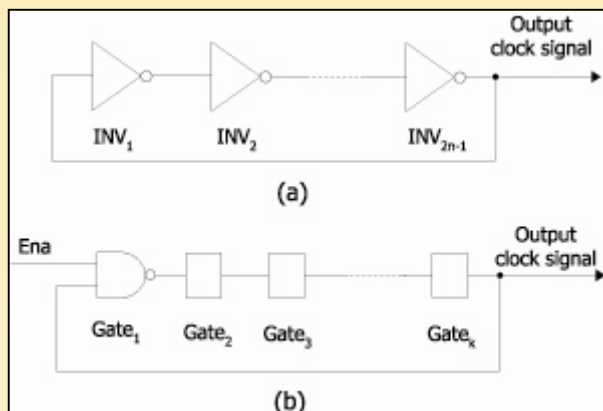 Output
clock signal
INV1 INV2 INV2n-1
(a)
Ena
Output
clock signal
Gate1 Gate2 Gate3 Gatek
(b)